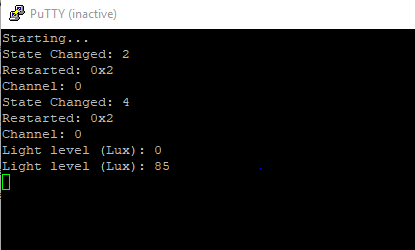 PuTTY (inactive)
Starting...
State Changed: 2
Restarted: 0x2
Channel: 0
State Changed: 4
Restarted: 0x2
Channel: 0
Light level (Lux): 0
Light level (Lux): 85